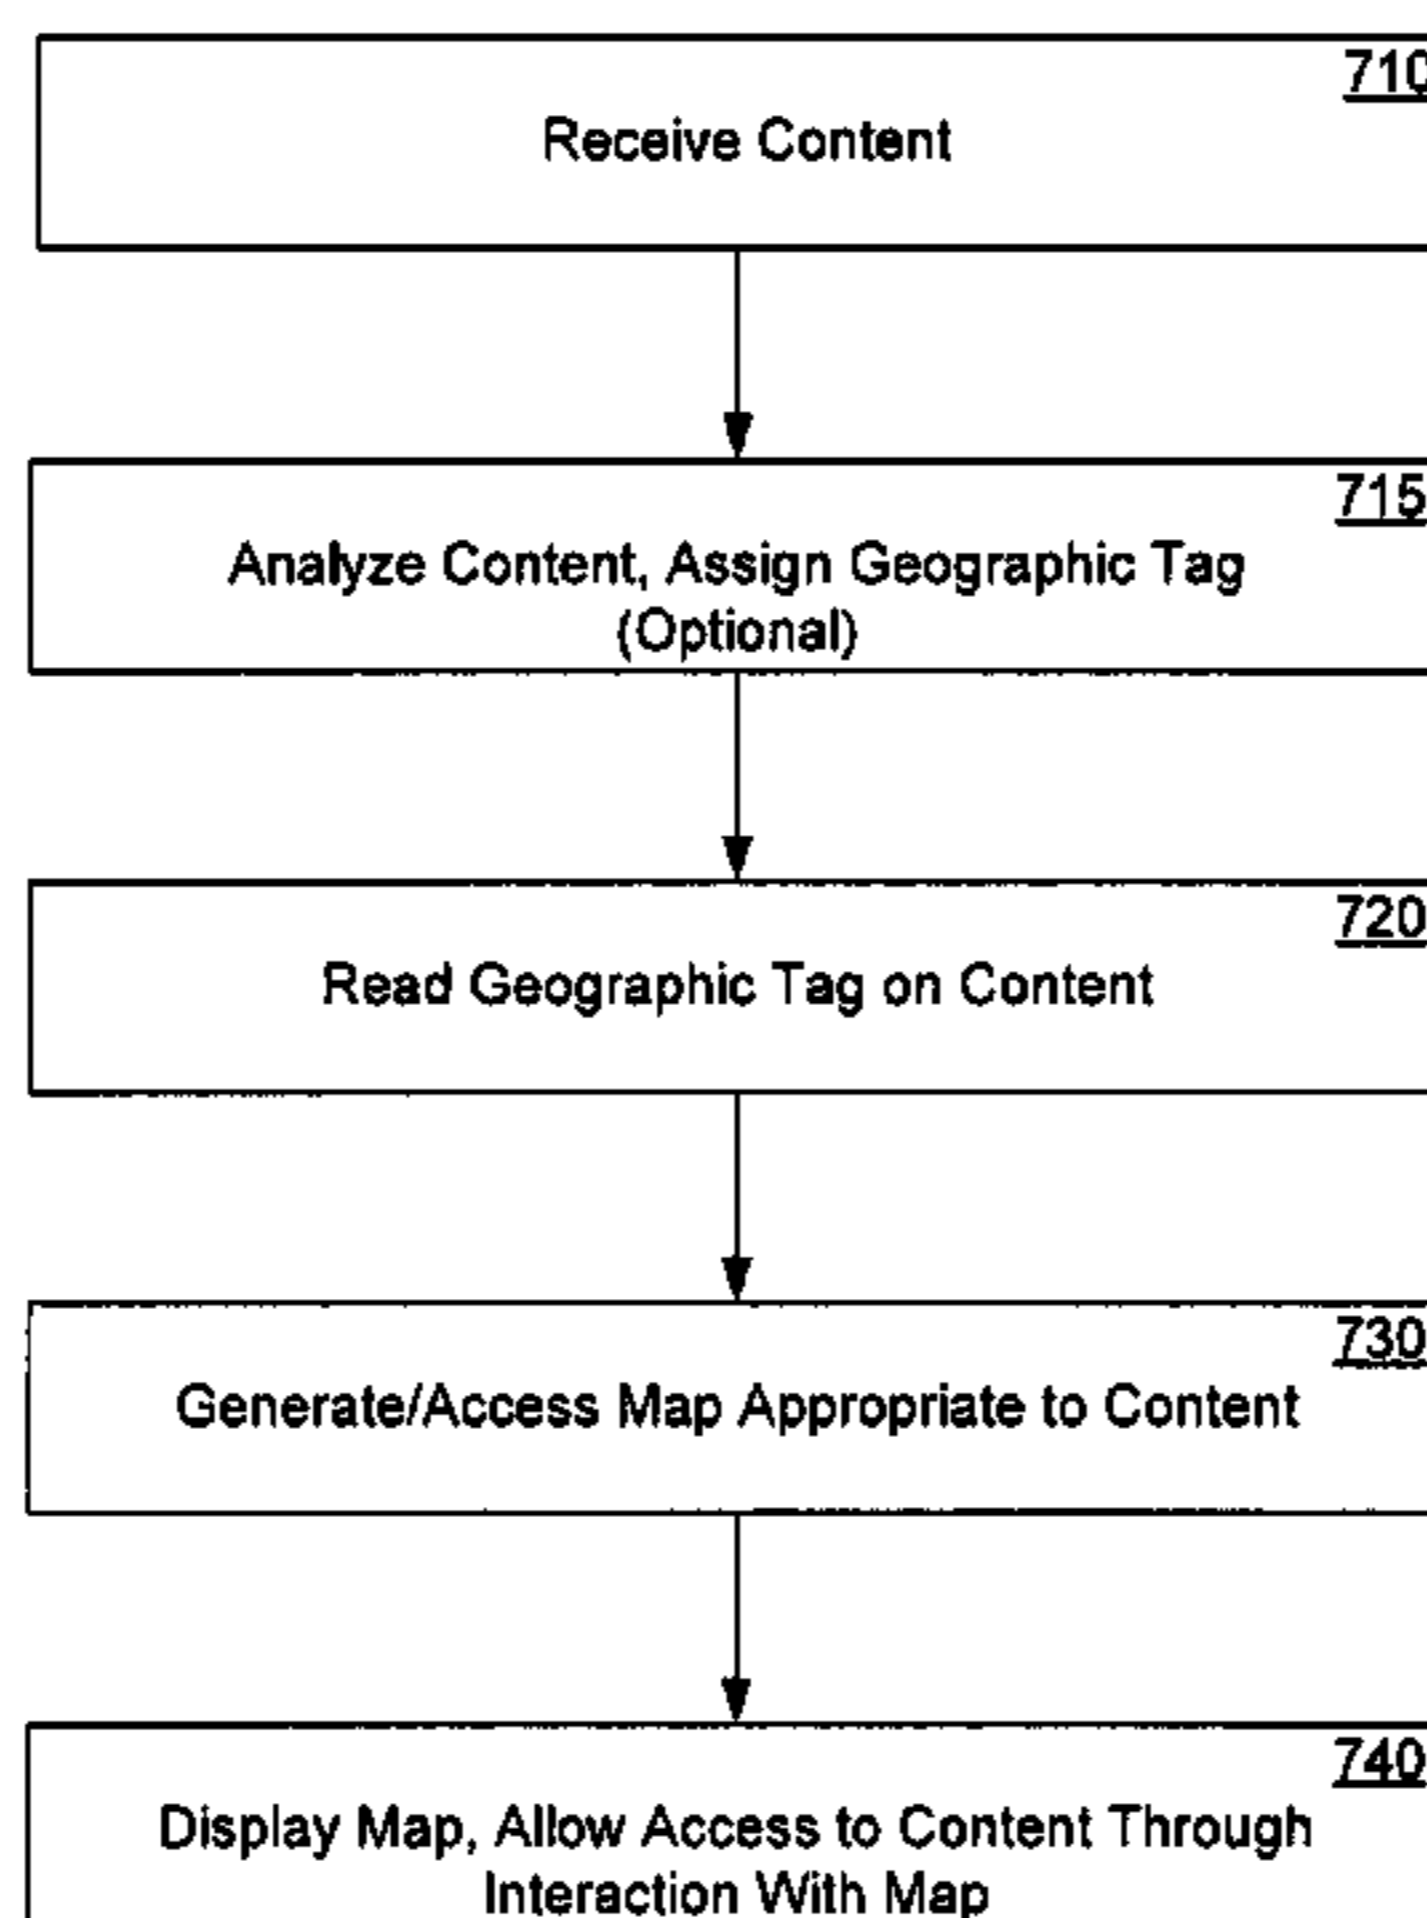 710
Receive Content
715
Analyze Content, Assign Geographic Tag
(Optional)
720
Read Geographic Tag on Content
730
Generate/Access Map Appropriate to Content
740
Display Map, Allow Access to Content Through
Interaction With Map